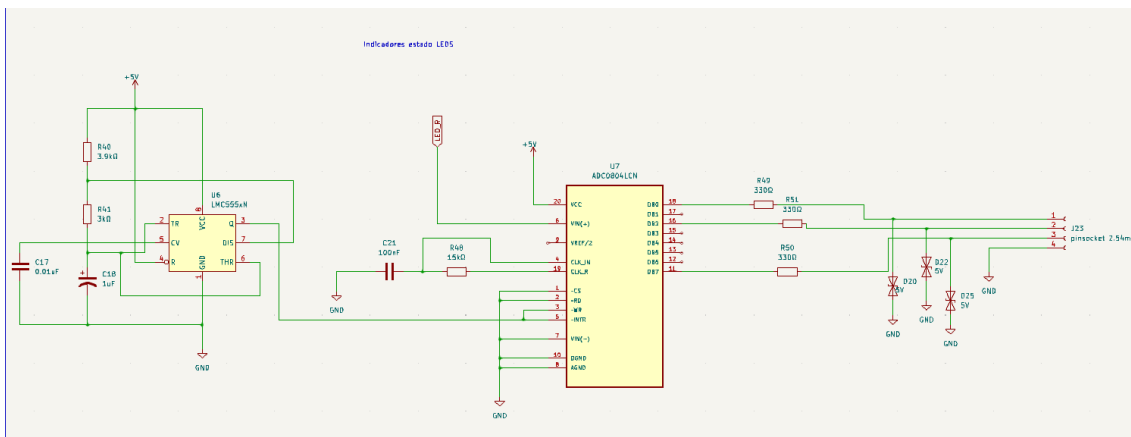 Indicadores estado LEDS
+5V
R40
3.9kΩ
R41
3kΩ
C17
0.01uF
C18
1uF
U6
LMC555xN
2
TR
5
CV
4
R
8
VCC
GND
1
Q
3
DIS
7
THR
6
GND
LED_R
+5V
C21
100nF
R48
15kΩ
GND
U7
ADC0804LCN
20
VCC
6
VIN(+)
9
VREF/2
4
CLK_IN
19
CLK_R
1
-CS
2
-RD
3
-WR
5
-INTR
7
VIN(-)
10
DGND
8
AGND
GND
DB0
18
DB1
17
DB2
16
DB3
15
DB4
14
DB5
13
DB6
12
DB7
11
R49
330Ω
R51
330Ω
R50
330Ω
D20
5V
D22
5V
D25
5V
GND
GND
GND
GND
1
2
3
4
J23
pinsocket 2.54m